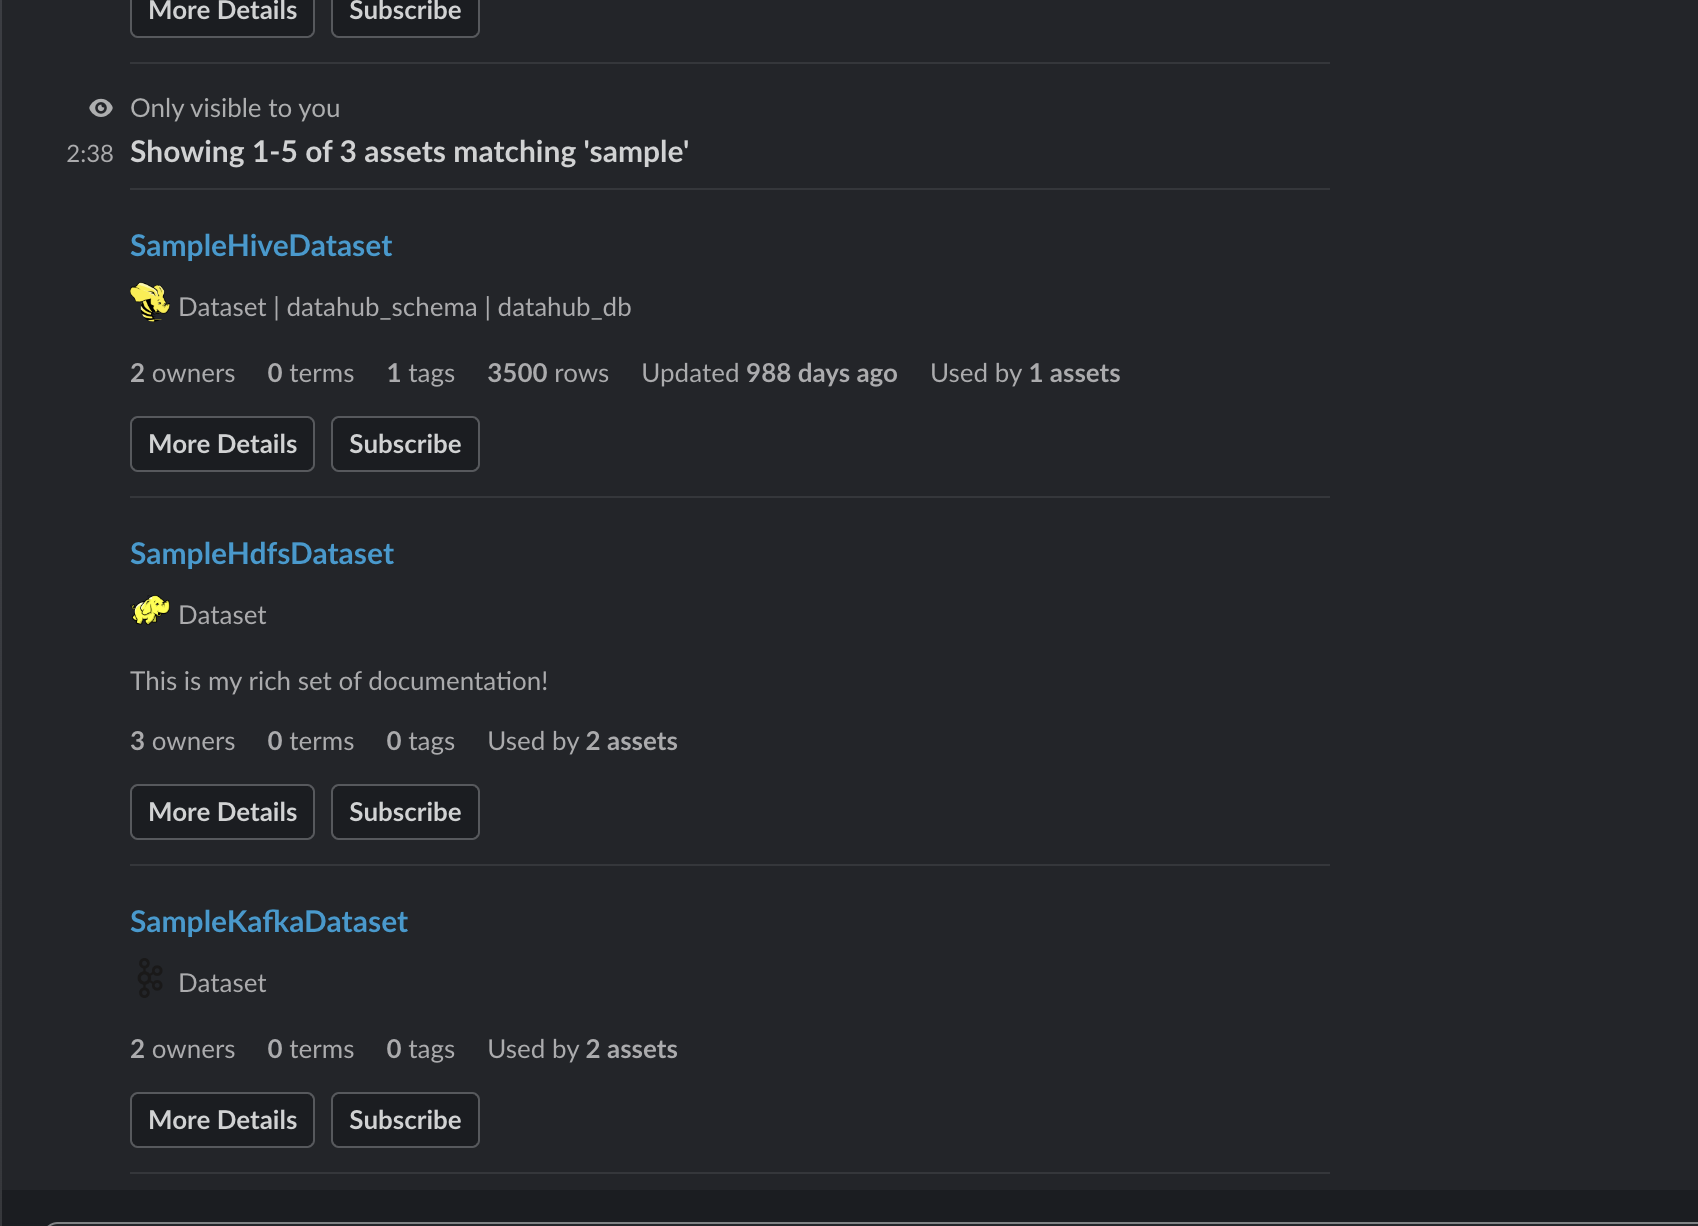 More Details Subscribe
Only visible to you
2:38 Showing 1-5 of 3 assets matching 'sample'
SampleHiveDataset
Dataset | datahub_schema | datahub_db
2 owners 0 terms 1 tags 3500 rows Updated 988 days ago Used by 1 assets
More Details Subscribe
SampleHdfsDataset
Dataset
This is my rich set of documentation!
3 owners 0 terms 0 tags Used by 2 assets
More Details Subscribe
SampleKafkaDataset
Dataset
2 owners 0 terms 0 tags Used by 2 assets
More Details Subscribe